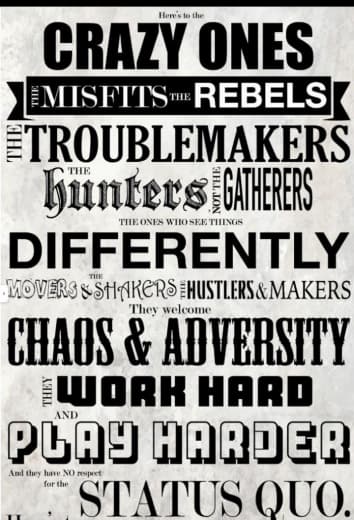 Here's to the
CRAZY ONES
THE MISFITS THE REBELS
THE TROUBLEMAKERS
THE hunters NOT THE GATHERERS
THE ONES WHO SEE THINGS
DIFFERENTLY
THE MOVERS & SHAKERS THE HUSTLERS & MAKERS
They welcome
CHAOS & ADVERSITY
THEY WORK HARD
AND
PLAY HARDER
And they have NO respect
for the STATUS QUO.